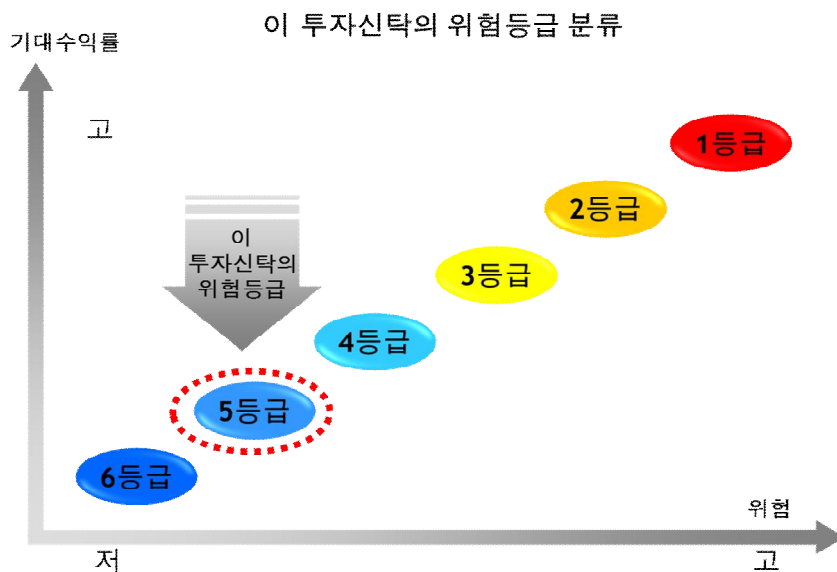 이 투자신탁의 위험등급 분류
기대수익률
고
1등급
2등급
이
투자신탁의
위험등급
3등급
4등급
5등급
6등급
위험
저
고